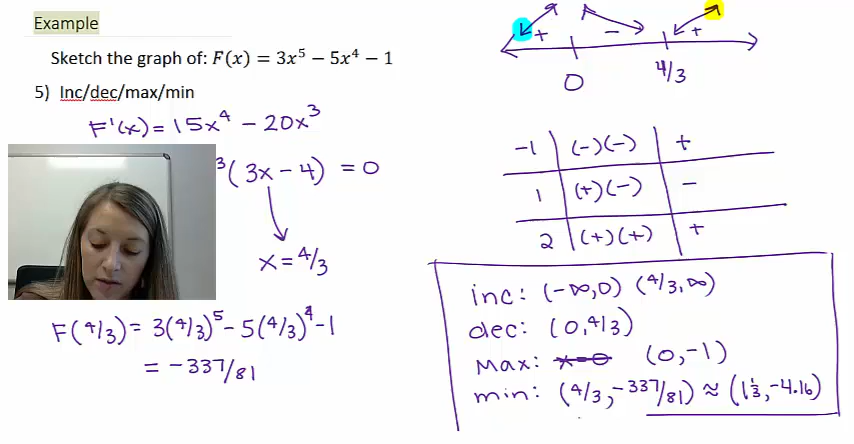 Example
Sketch the graph of: F(x) = 3x⁵ − 5x⁴ − 1
5) Inc/dec/max/min
F'(x) = 15x⁴ − 20x³
³(3x − 4) = 0
x = 4/3
F(4/3) = 3(4/3)⁵ − 5(4/3)⁴ − 1
= −337/81
+ − +
0 4/3
−1 (−)(−) +
1 (+)(−) −
2 (+)(+) +
inc: (−∞,0) (4/3,∞)
dec: (0,4/3)
Max: x=0 (0,−1)
min: (4/3, −337/81) ≈ (1⅓, −4.16)